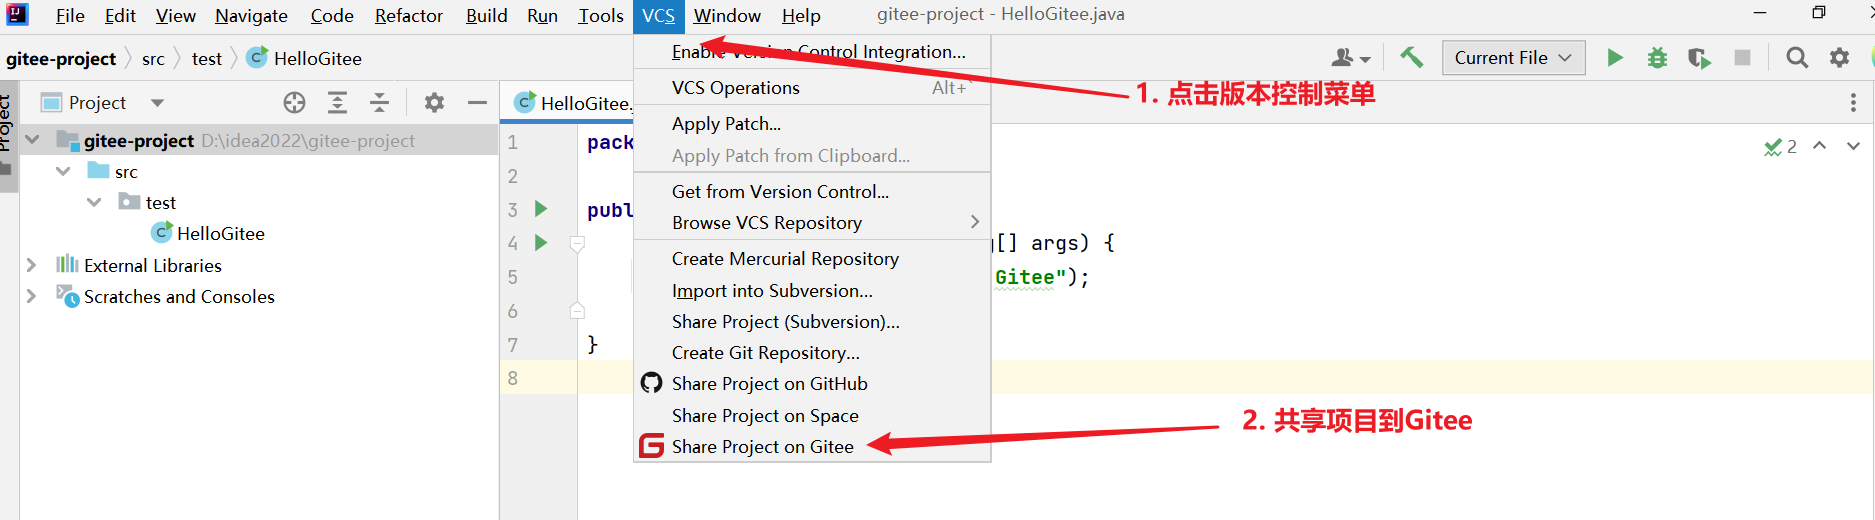 File Edit View Navigate Code Refactor Build Run Tools VCS Window Help gitee-project - HelloGitee.java
gitee-project src test HelloGitee
Current File
Project
Project
gitee-project D:\idea2022\gitee-project
src
test
HelloGitee
External Libraries
Scratches and Consoles
HelloGitee.
2
1 pack
2
3 publ
4 [] args) {
5 Gitee");
6
7 }
8
Enable Version Control Integration...
VCS Operations Alt+
Apply Patch...
Apply Patch from Clipboard...
Get from Version Control...
Browse VCS Repository
Create Mercurial Repository
Import into Subversion...
Share Project (Subversion)...
Create Git Repository...
Share Project on GitHub
Share Project on Space
Share Project on Gitee
1. 点击版本控制菜单
2. 共享项目到Gitee